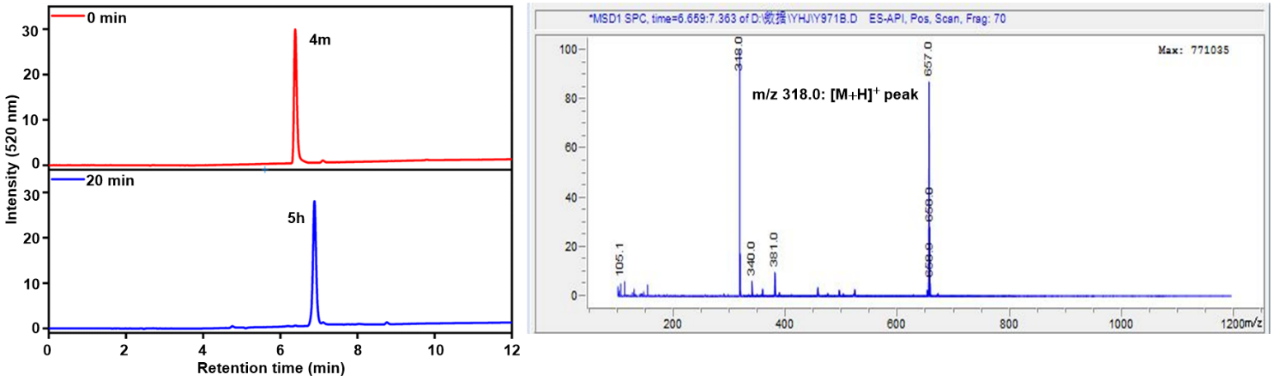 0 min
4m
30
20
10
0
20 min
5h
30
20
10
0
Intensity (520 nm)
0 2 4 6 8 10 12
Retention time (min)
*MSD1 SPC, time=6.659:7.363 of D:\数据\YHJ\Y971B.D ES-API, Pos, Scan, Frag: 70
100
80
60
40
20
0
318.0
657.0
Max: 771035
m/z 318.0: [M+H]⁺ peak
105.1
340.0
381.0
658.0
200 400 600 800 1000 1200 m/z